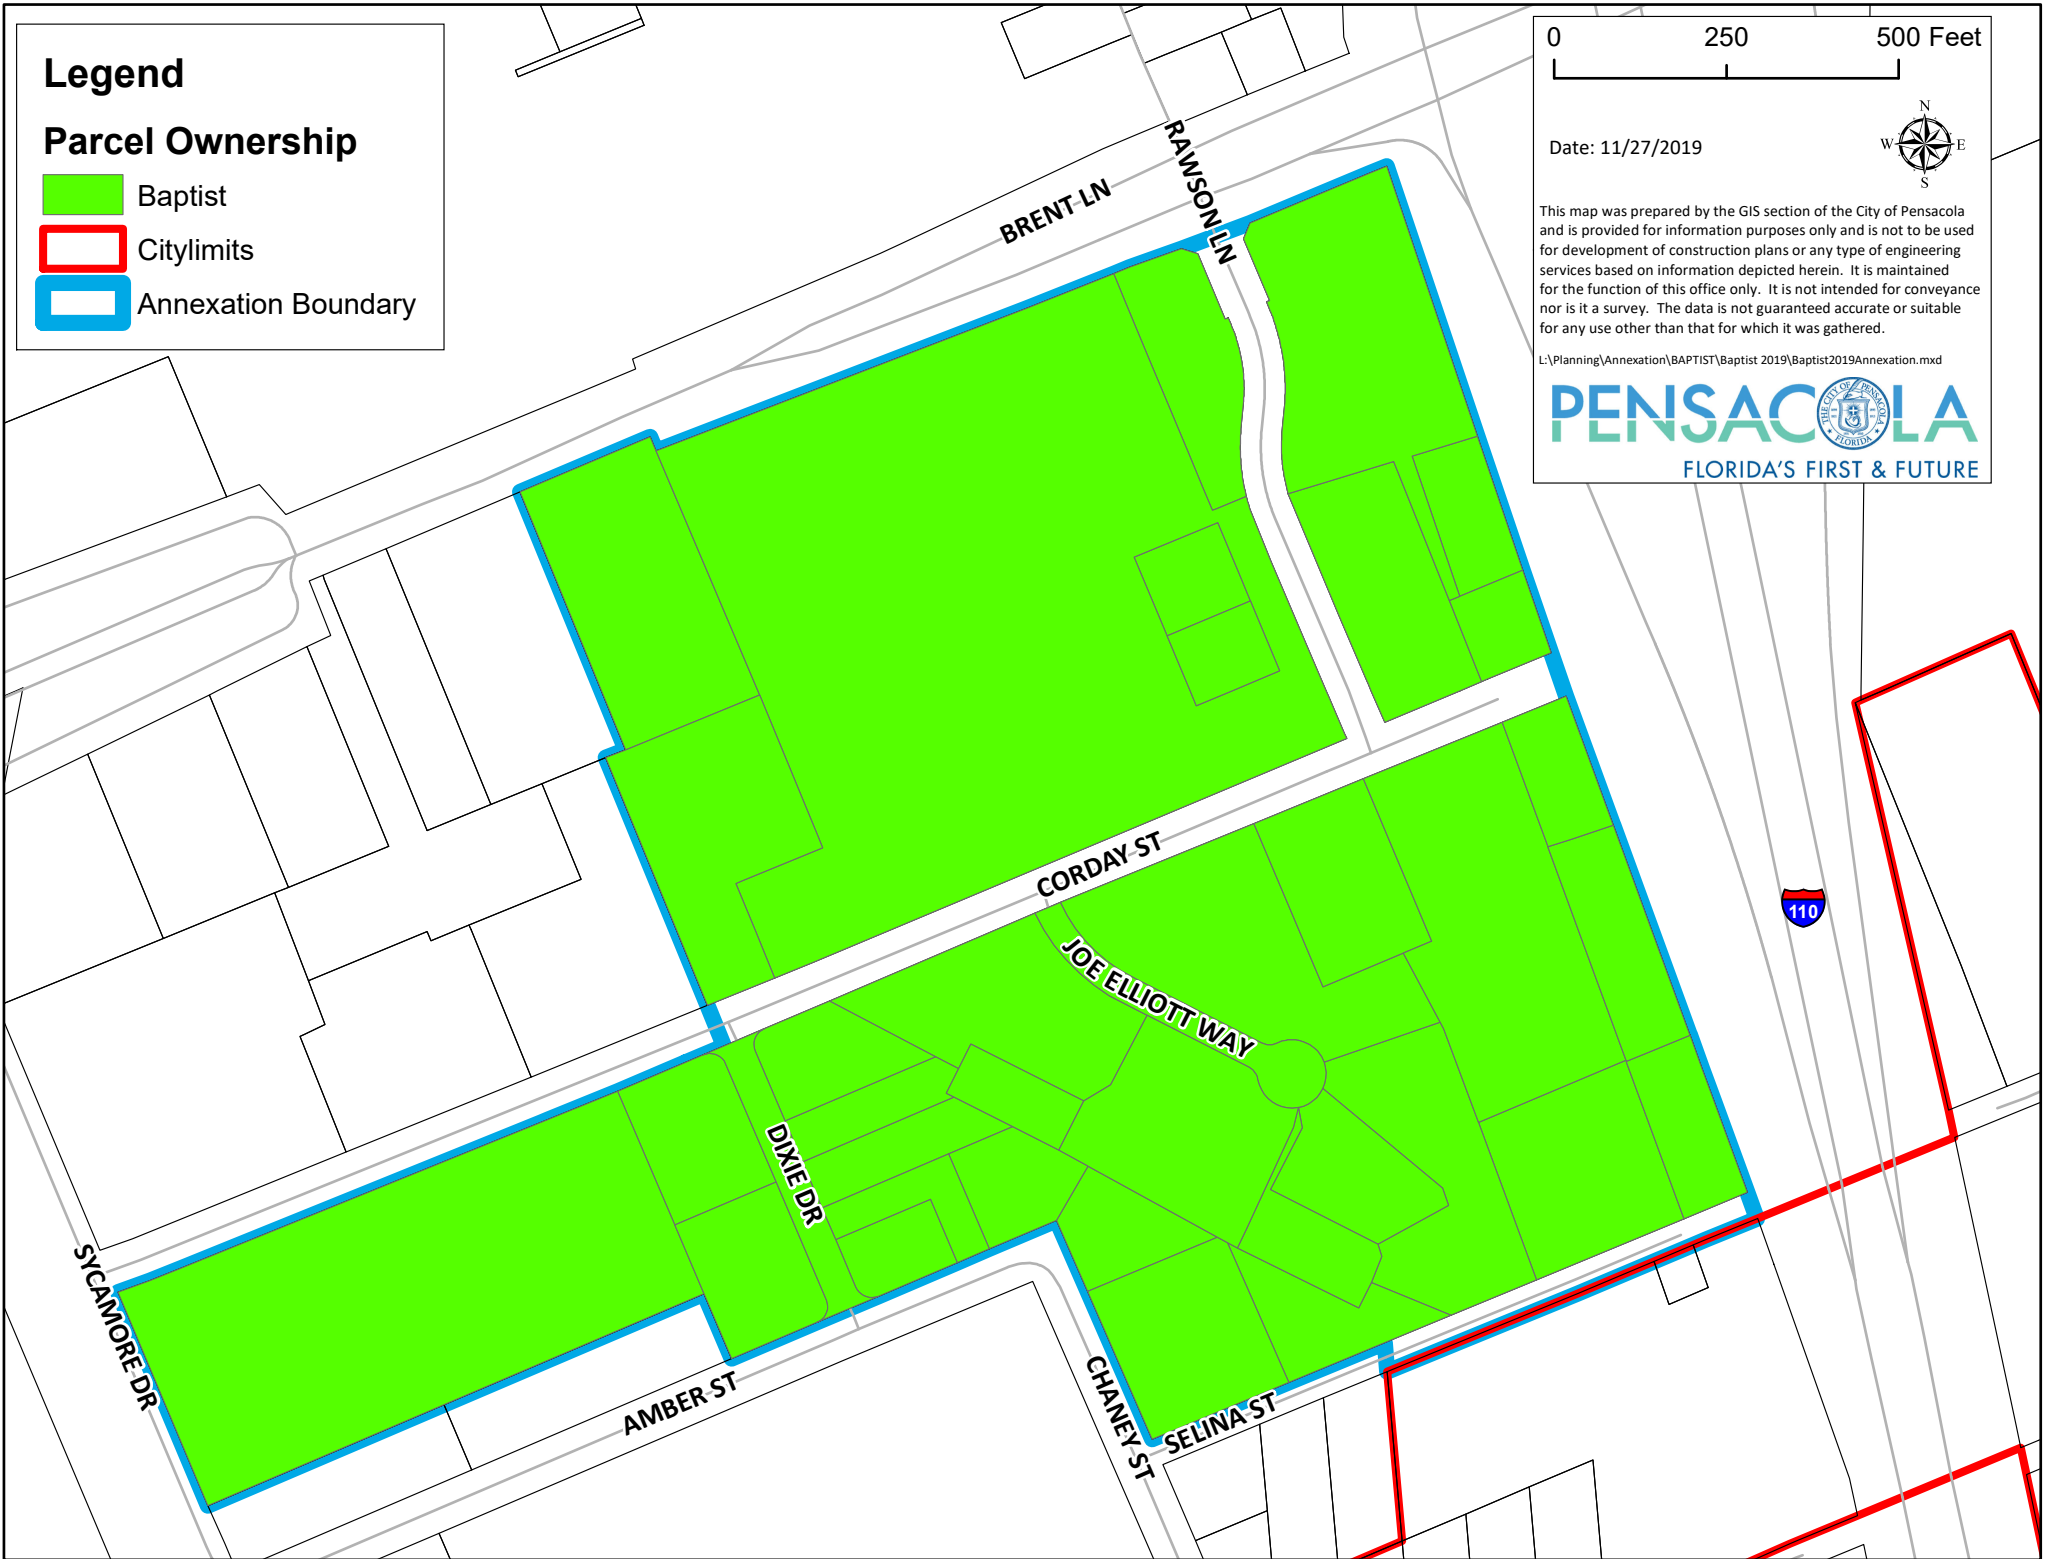 Legend
Parcel Ownership
Baptist
Citylimits
Annexation Boundary
0 250 500 Feet
N
W E
S
Date: 11/27/2019
This map was prepared by the GIS section of the City of Pensacola
and is provided for information purposes only and is not to be used
for development of construction plans or any type of engineering
services based on information depicted herein. It is maintained
for the function of this office only. It is not intended for conveyance
nor is it a survey. The data is not guaranteed accurate or suitable
for any use other than that for which it was gathered.
L:\Planning\Annexation\BAPTIST\Baptist 2019\Baptist2019Annexation.mxd
PENSACOLA
THE CITY OF PENSACOLA
FLORIDA
FLORIDA'S FIRST & FUTURE
BRENT LN
RAWSON LN
CORDAY ST
JOE ELLIOTT WAY
110
DIXIE DR
SYCAMORE DR
AMBER ST
CHANEY ST
SELINA ST